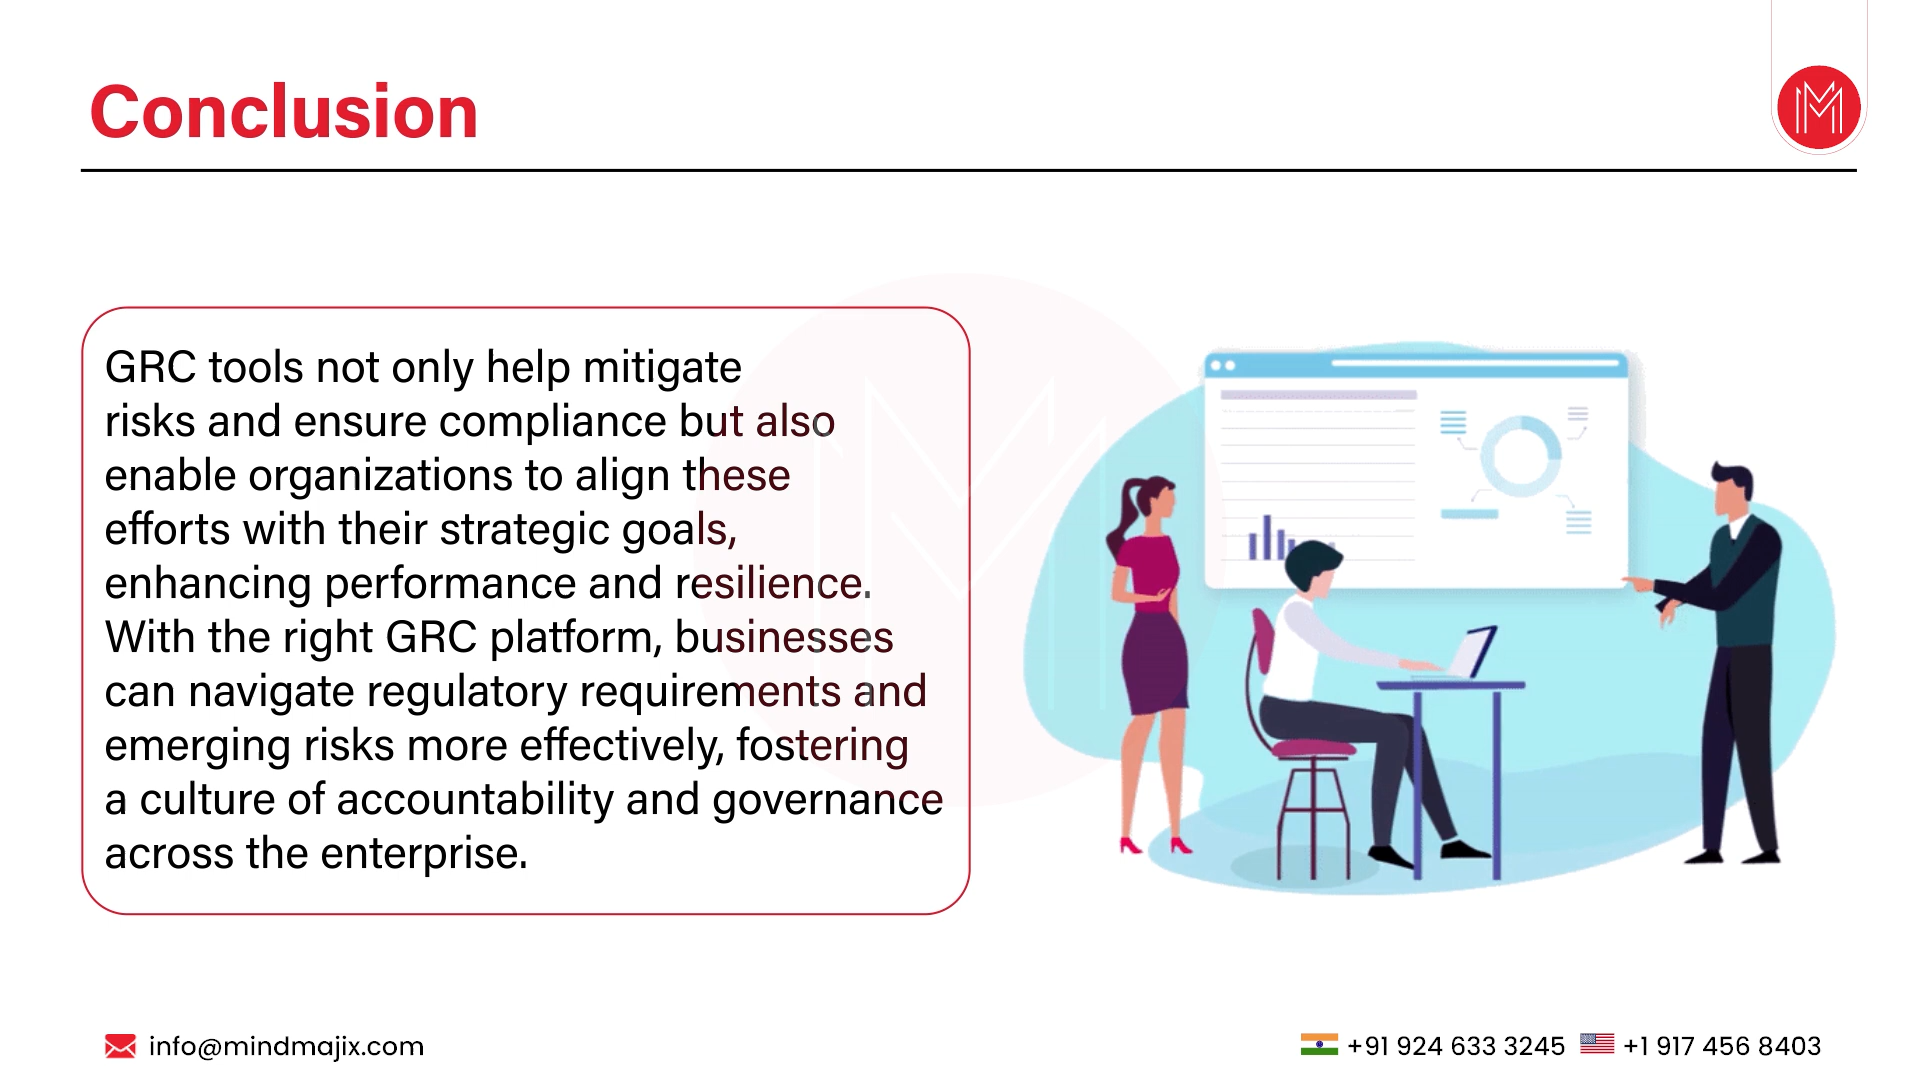 Conclusion
GRC tools not only help mitigate
risks and ensure compliance but also
enable organizations to align these
efforts with their strategic goals,
enhancing performance and resilience.
With the right GRC platform, businesses
can navigate regulatory requirements and
emerging risks more effectively, fostering
a culture of accountability and governance
across the enterprise.
info@mindmajix.com
+91 924 633 3245 +1 917 456 8403